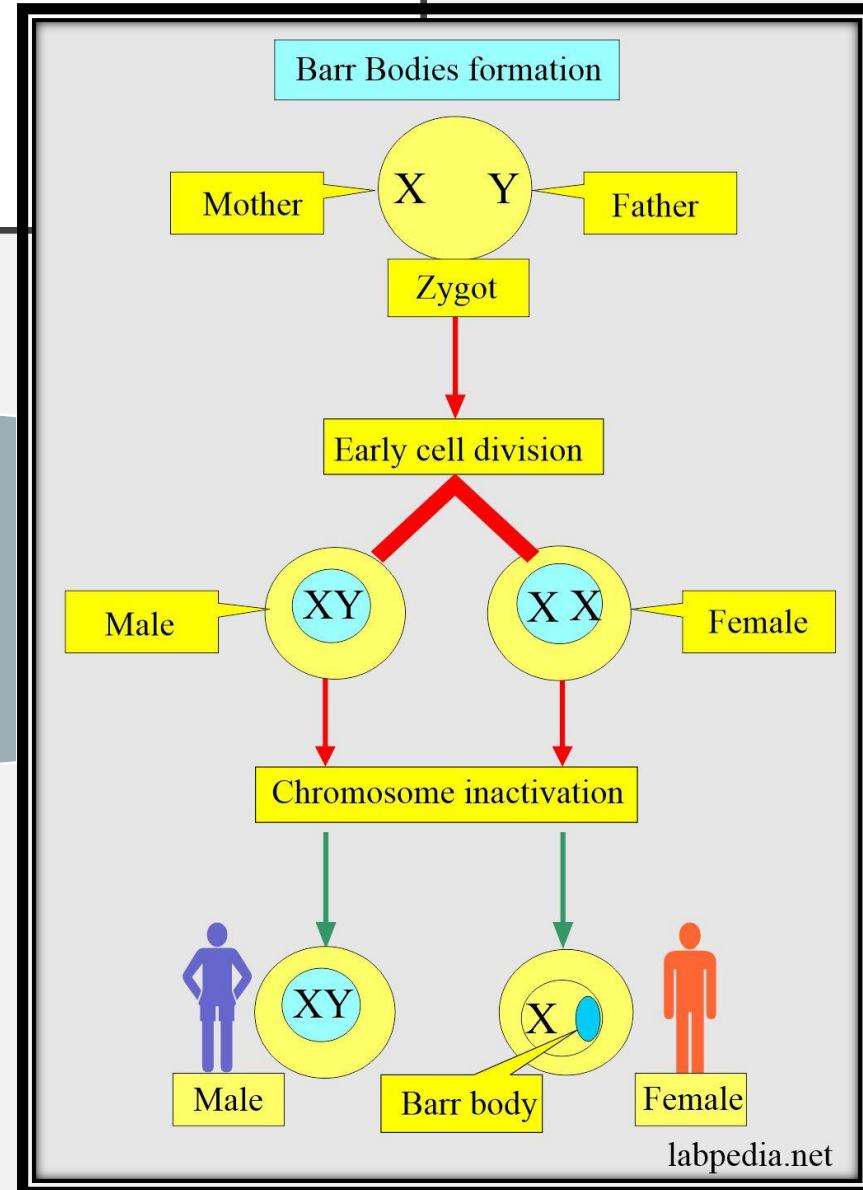 Barr Bodies formation
Mother
X Y
Father
Zygot
Early cell division
Male
XY
X X
Female
Chromosome inactivation
XY
X
Male
Barr body
Female
labpedia.net